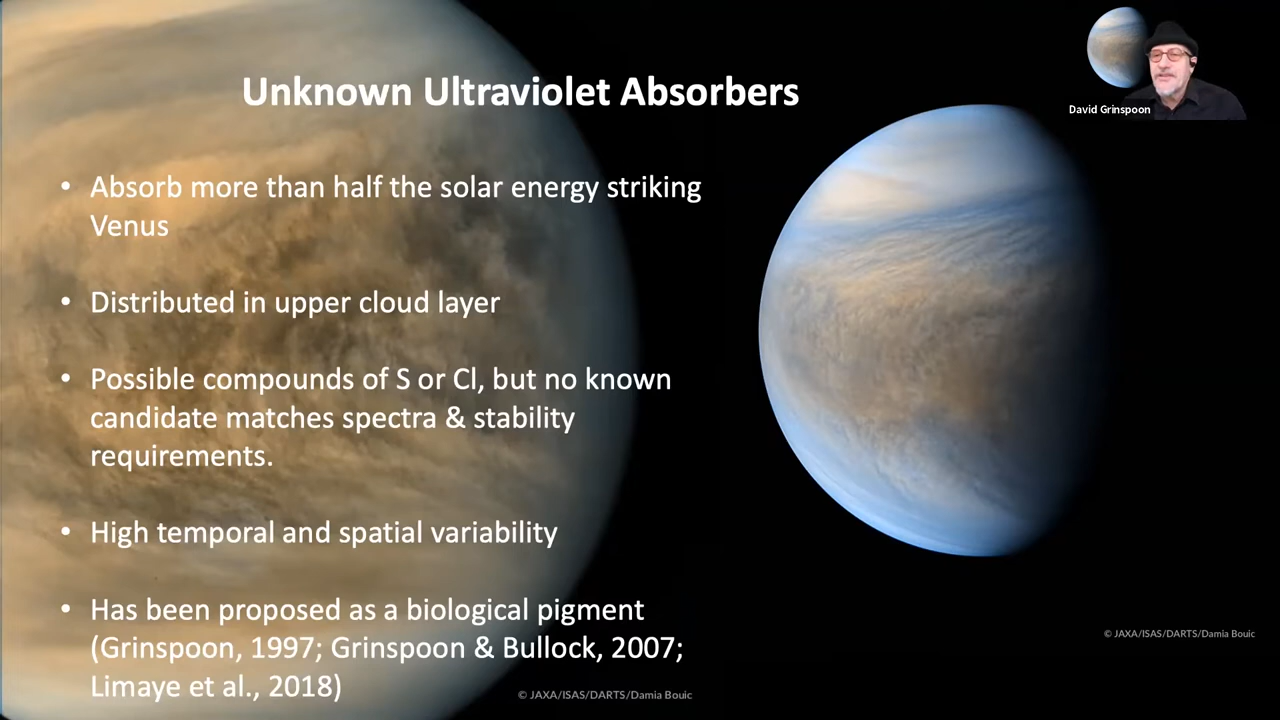 Unknown Ultraviolet Absorbers
David Grinspoon
• Absorb more than half the solar energy striking
Venus
• Distributed in upper cloud layer
• Possible compounds of S or Cl, but no known
candidate matches spectra & stability
requirements.
• High temporal and spatial variability
• Has been proposed as a biological pigment
(Grinspoon, 1997; Grinspoon & Bullock, 2007;
Limaye et al., 2018)
© JAXA/ISAS/DARTS/Damia Bouic
© JAXA/ISAS/DARTS/Damia Bouic